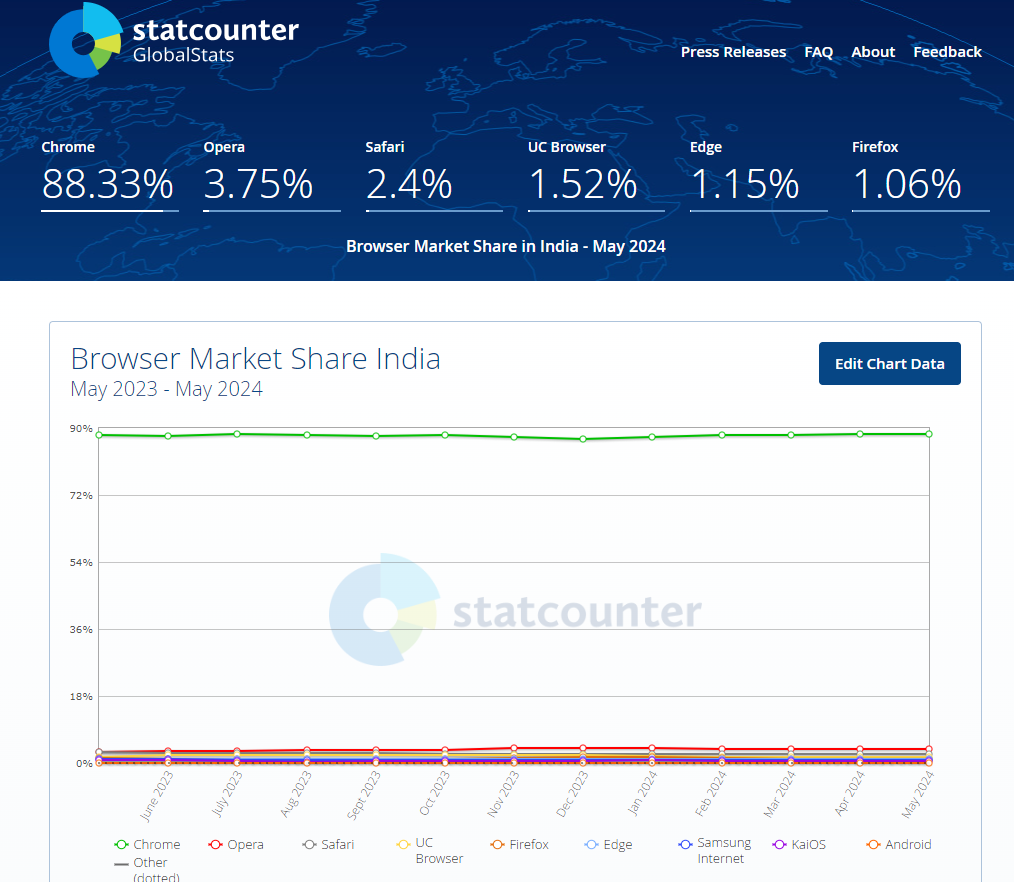 statcounter
GlobalStats
Press Releases FAQ About Feedback
Chrome Opera Safari UC Browser Edge Firefox
88.33% 3.75% 2.4% 1.52% 1.15% 1.06%
Browser Market Share in India - May 2024
Browser Market Share India
May 2023 - May 2024
Edit Chart Data
90%
72%
54%
36%
18%
0%
statcounter
June 2023 July 2023 Aug 2023 Sept 2023 Oct 2023 Nov 2023 Dec 2023 Jan 2024 Feb 2024 Mar 2024 Apr 2024 May 2024
Chrome Opera Safari UC Browser Firefox Edge Samsung Internet KaiOS Android
Other (dotted)